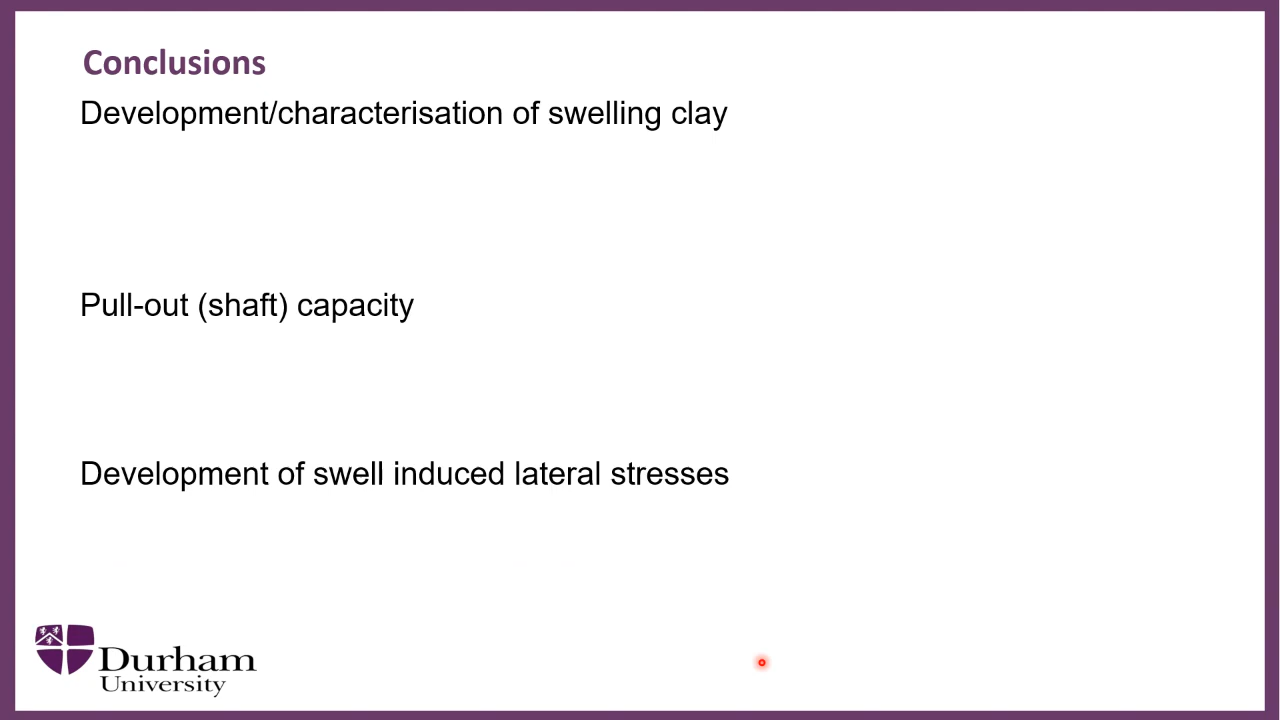 Conclusions
Development/characterisation of swelling clay
Pull-out (shaft) capacity
Development of swell induced lateral stresses
Durham
University